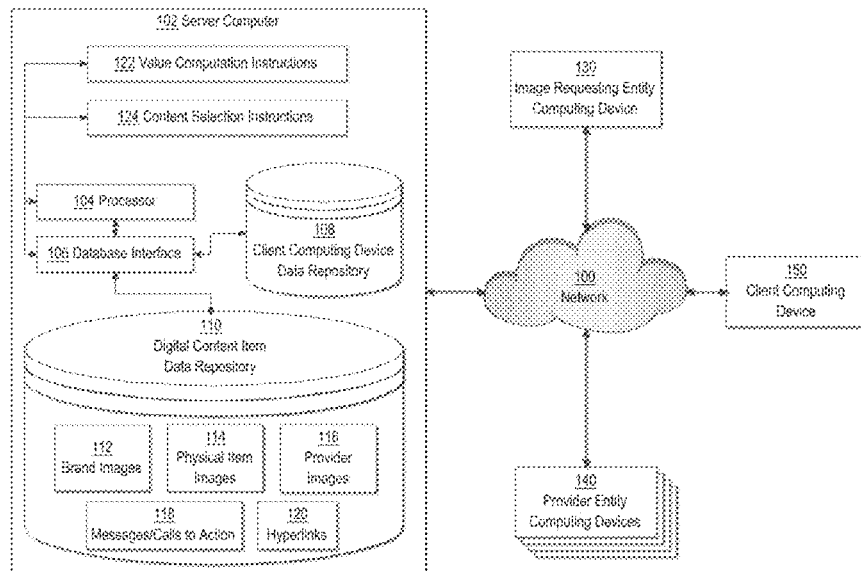 102 Server Computer
122 Value Computation Instructions
124 Content Selection Instructions
104 Processor
106 Database Interface
108
Client Computing Device
Data Repository
110
Digital Content Item
Data Repository
112
Brand Images
114
Physical Item
Images
116
Provider
Images
118
Messages/Calls to Action
120
Hyperlinks
130
Image Requesting Entity
Computing Device
100
Network
150
Client Computing
Device
140
Provider Entity
Computing Devices